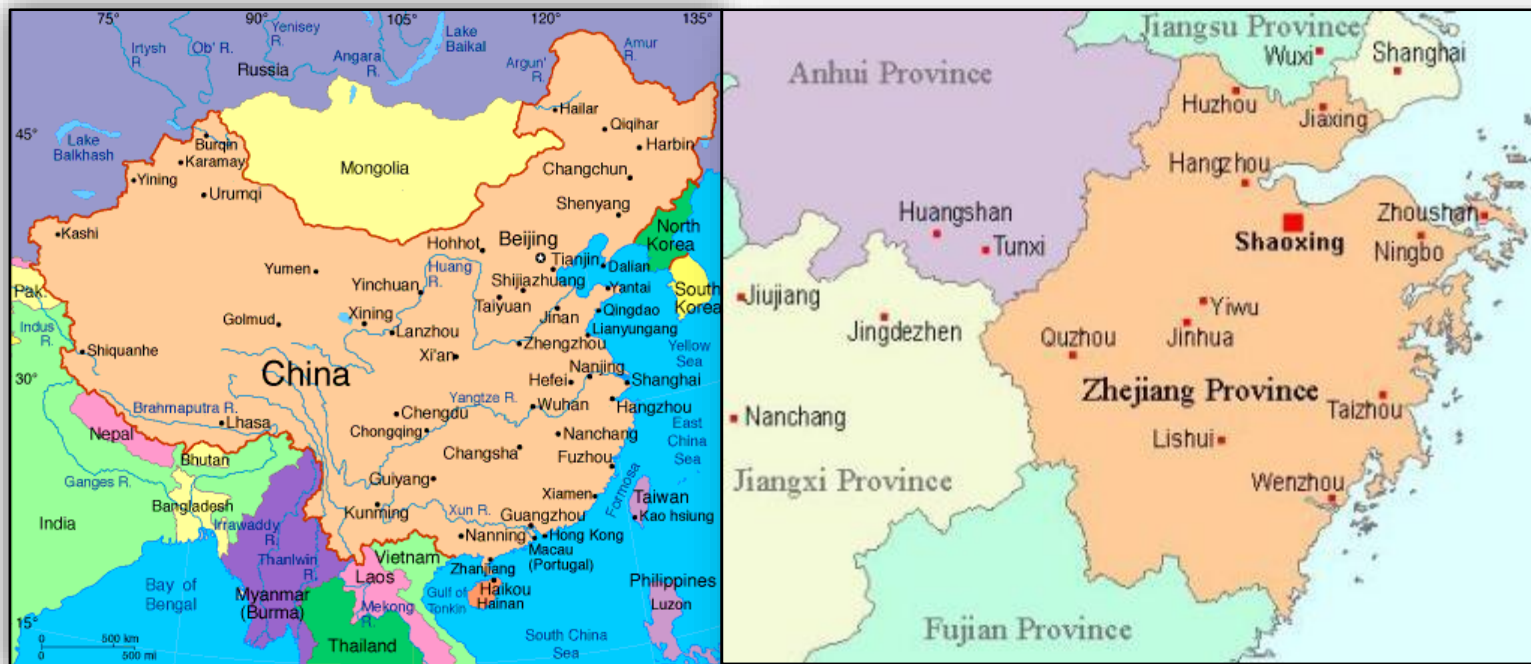 75°
90°
105°
120°
135°
Irtysh
R.
Ob' R.
Yenisey
R.
Angara
R.
Lake
Baikal
Argun'
R.
Amur
R.
Russia
45°
Lake
Balkhash
Burqin
Karamay
Yining
Urumqi
Kashi
Mongolia
Hailar
Qiqihar
Harbin
Changchun
Shenyang
North
Korea
South
Korea
Hohhot
Beijing
Tianjin
Dalian
Huang
R.
Yumen
Yinchuan
Shijiazhuang
Taiyuan
Yantai
Qingdao
Jinan
Xining
Lanzhou
Lianyungang
Golmud
Zhengzhou
Xi'an
Yellow
Sea
Pak.
Indus
R.
Shiquanhe
30°
China
Nanjing
Hefei
Shanghai
Yangtze R.
Wuhan
Hangzhou
Brahmaputra R.
Lhasa
Chengdu
Chongqing
Nanchang
East
China
Sea
Changsha
Fuzhou
Nepal
Bhutan
Ganges R.
Guiyang
Xiamen
Formosa
Taiwan
Kao hsiung
Bangladesh
India
Irrawaddy
R.
Kunming
Xun R.
Guangzhou
Nanning
Hong Kong
Macau
(Portugal)
Thanlwin
R.
Vietnam
Zhanjiang
Laos
Haikou
Hainan
Gulf of
Tonkin
Philippines
Luzon
Bay of
Bengal
Myanmar
(Burma)
Mekong
R.
15°
0
500 km
0
500 mi
Thailand
South China
Sea
Jiangsu Province
Wuxi
Shanghai
Anhui Province
Huzhou
Jiaxing
Hangzhou
Huangshan
Tunxi
Shaoxing
Zhoushan
Ningbo
Jiujiang
Jingdezhen
Yiwu
Jinhua
Quzhou
Zhejiang Province
Taizhou
Nanchang
Lishui
Jiangxi Province
Wenzhou
Fujian Province